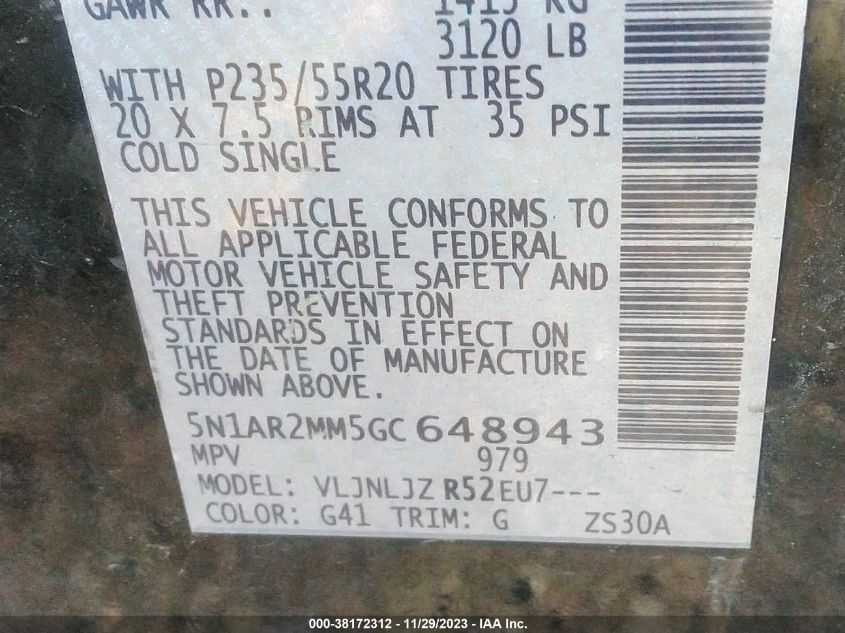 GAWR RR.: 1415 KG
3120 LB
WITH P235/55R20 TIRES
20 X 7.5 RIMS AT 35 PSI
COLD SINGLE
THIS VEHICLE CONFORMS TO
ALL APPLICABLE FEDERAL
MOTOR VEHICLE SAFETY AND
THEFT PREVENTION
STANDARDS IN EFFECT ON
THE DATE OF MANUFACTURE
SHOWN ABOVE.
5N1AR2MM5GC648943
MPV 979
MODEL: VLJNLJZ R52EU7---
COLOR: G41 TRIM: G ZS30A
000-38172312 - 11/29/2023 - IAA Inc.